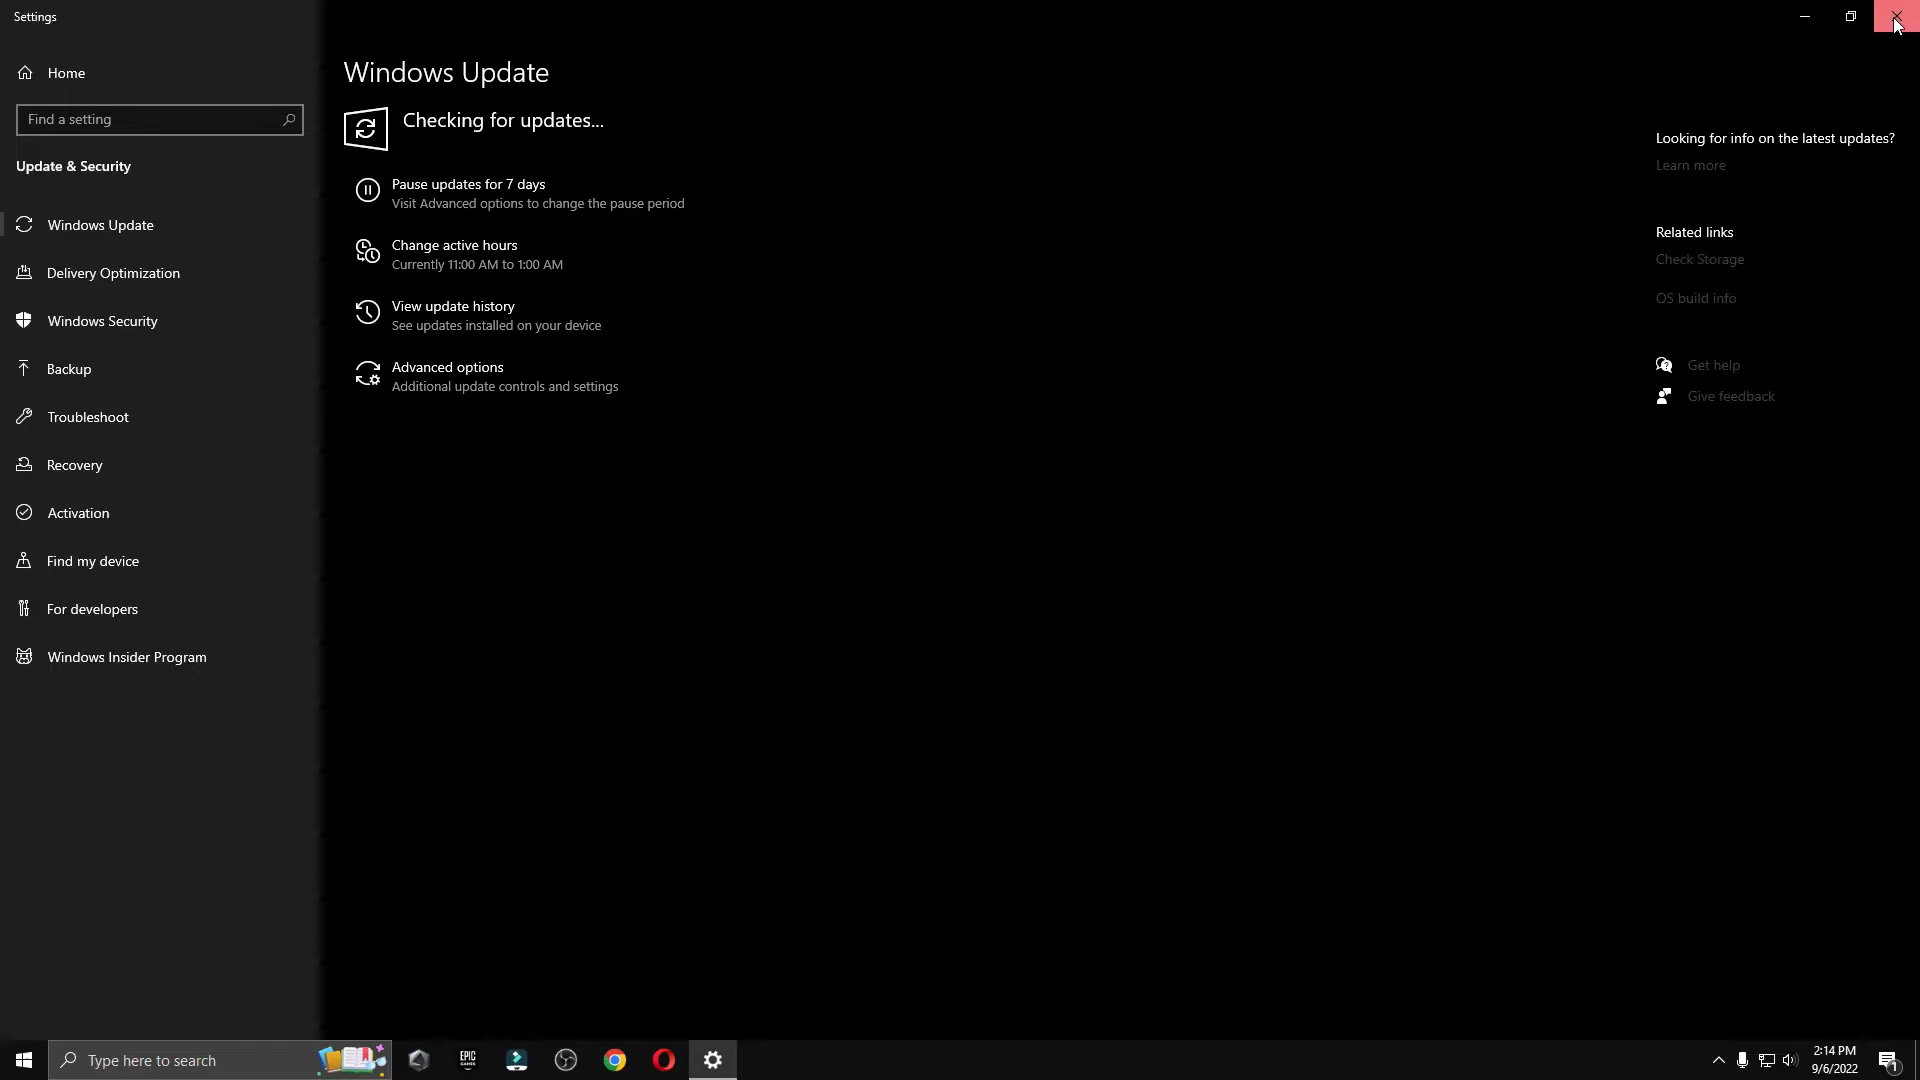 Settings
Home
Find a setting
Update & Security
Windows Update
Delivery Optimization
Windows Security
Backup
Troubleshoot
Recovery
Activation
Find my device
For developers
Windows Insider Program
Windows Update
Checking for updates...
Pause updates for 7 days
Visit Advanced options to change the pause period
Change active hours
Currently 11:00 AM to 1:00 AM
View update history
See updates installed on your device
Advanced options
Additional update controls and settings
Looking for info on the latest updates?
Learn more
Related links
Check Storage
OS build info
Get help
Give feedback
Type here to search
EPIC
GAMES
2:14 PM
9/6/2022
1